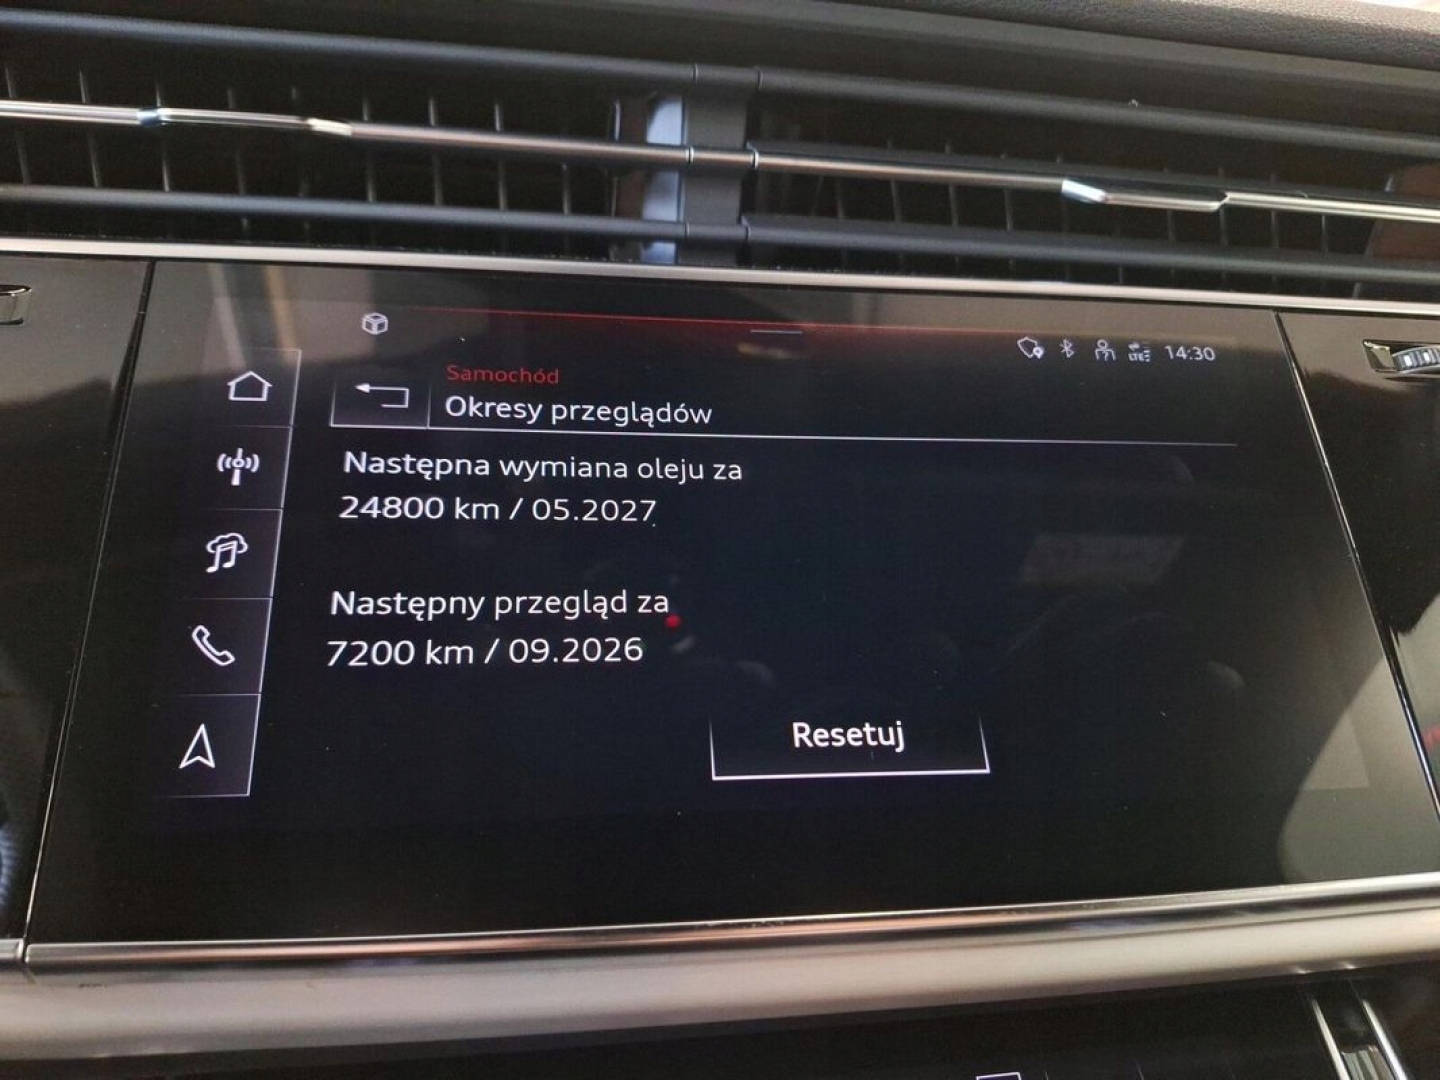 LTE 14:30
Samochód
Okresy przeglądów
Następna wymiana oleju za
24800 km / 05.2027
Następny przegląd za
7200 km / 09.2026
Resetuj